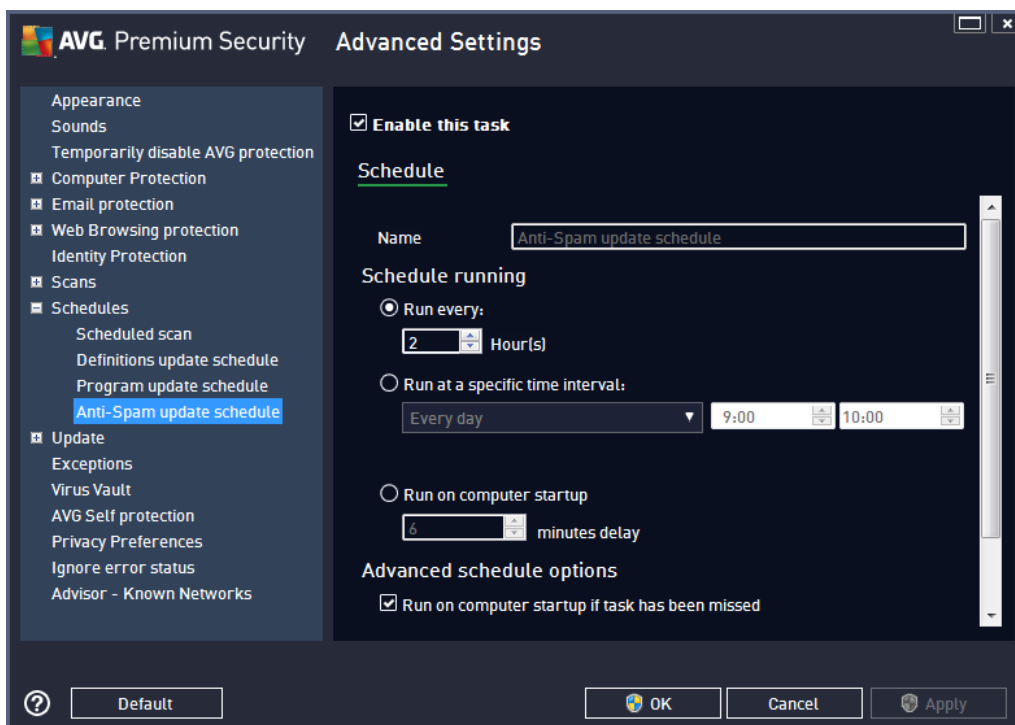 AVG. Premium Security
Advanced Settings
Appearance
Sounds
Temporarily disable AVG protection
Computer Protection
Email protection
Web Browsing protection
Identity Protection
Scans
Schedules
Scheduled scan
Definitions update schedule
Program update schedule
Anti-Spam update schedule
Update
Exceptions
Virus Vault
AVG Self protection
Privacy Preferences
Ignore error status
Advisor - Known Networks
Enable this task
Schedule
Name Anti-Spam update schedule
Schedule running
Run every:
2 Hour(s)
Run at a specific time interval:
Every day 9:00 10:00
Run on computer startup
6 minutes delay
Advanced schedule options
Run on computer startup if task has been missed
? Default OK Cancel Apply